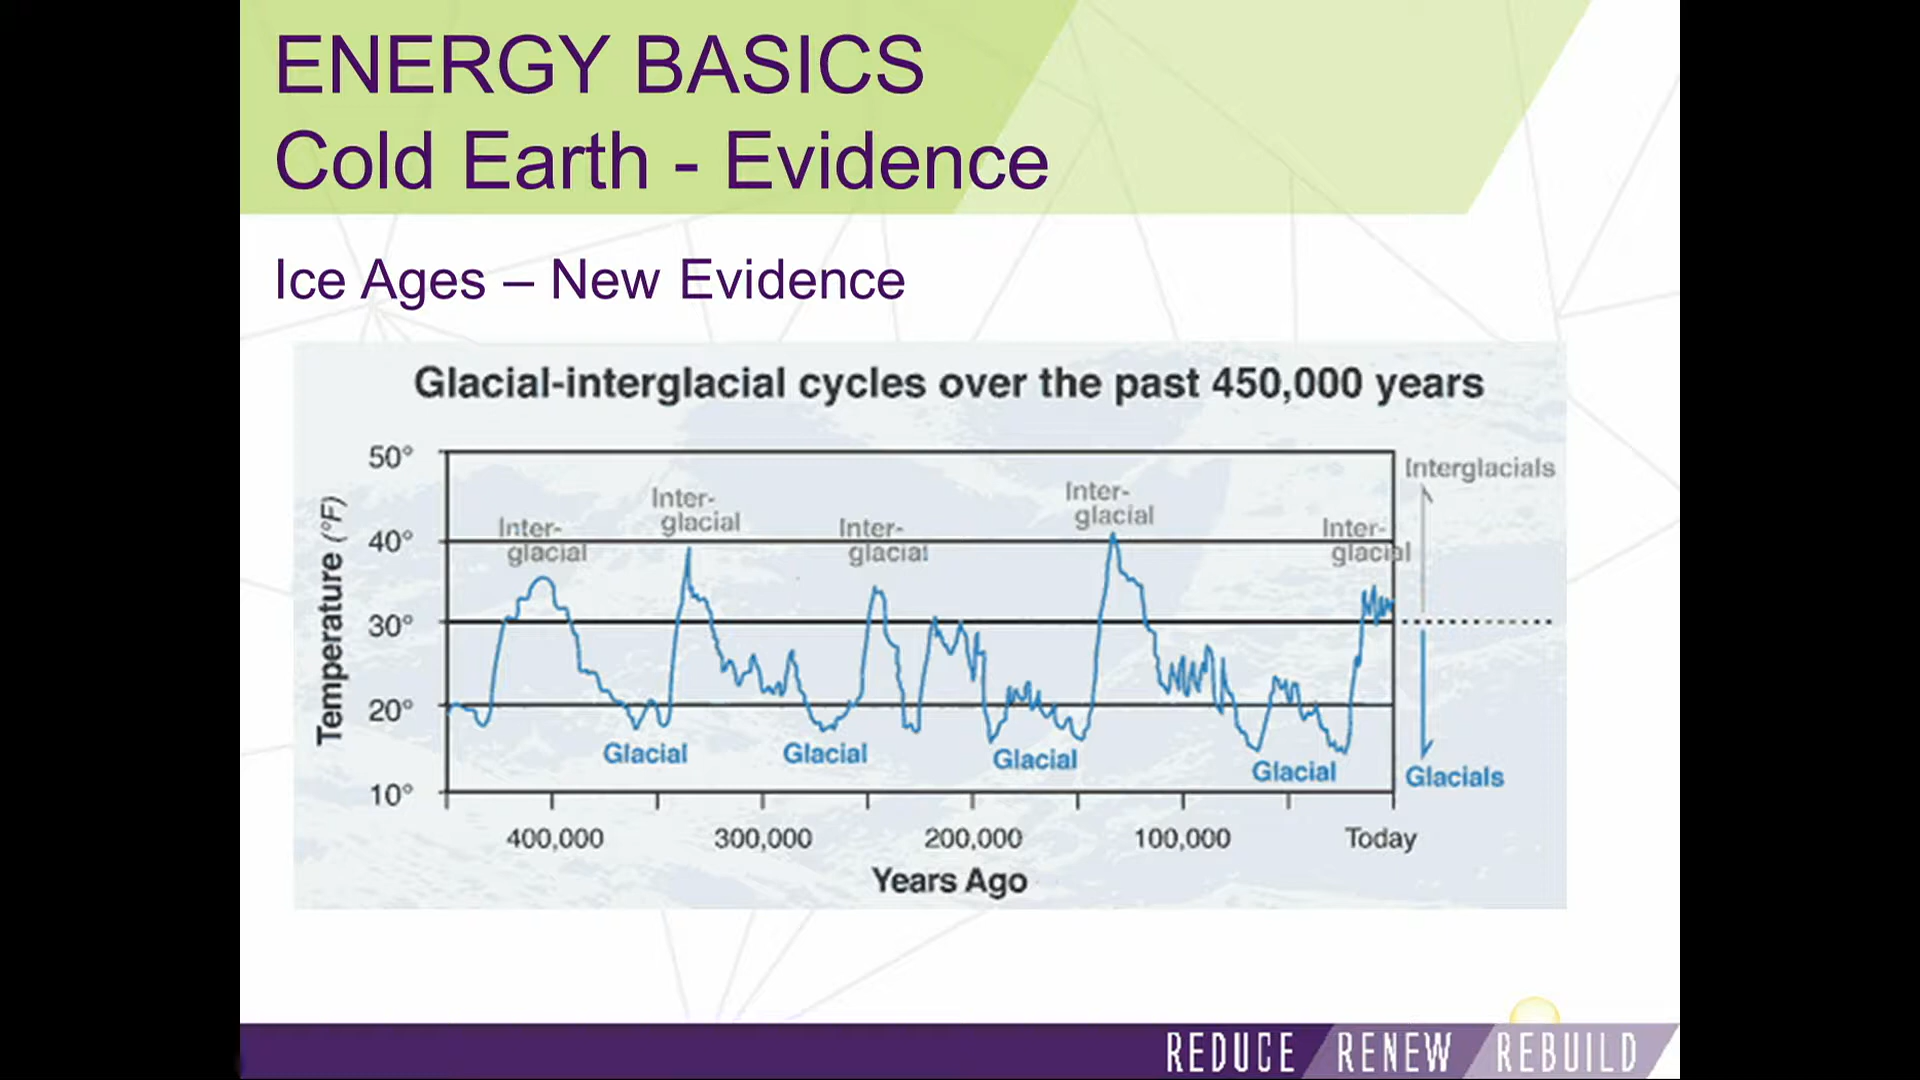 ENERGY BASICS
Cold Earth - Evidence
Ice Ages – New Evidence
Glacial-interglacial cycles over the past 450,000 years
50°
40°
30°
20°
10°
Temperature (°F)
Inter-
glacial
Inter-
glacial
Inter-
glacial
Inter-
glacial
Inter-
glacial
Interglacials
Glacial
Glacial
Glacial
Glacial
Glacials
400,000
300,000
200,000
100,000
Today
Years Ago
REDUCE RENEW REBUILD